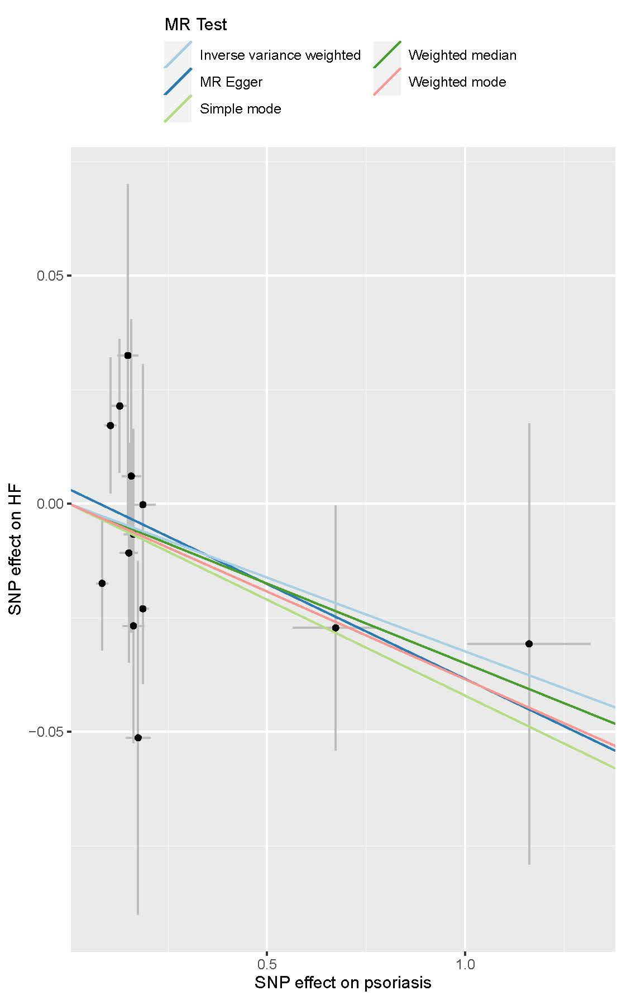 MR Test
Inverse variance weighted
Weighted median
MR Egger
Weighted mode
Simple mode
0.05
0.00
−0.05
SNP effect on HF
0.5
1.0
SNP effect on psoriasis